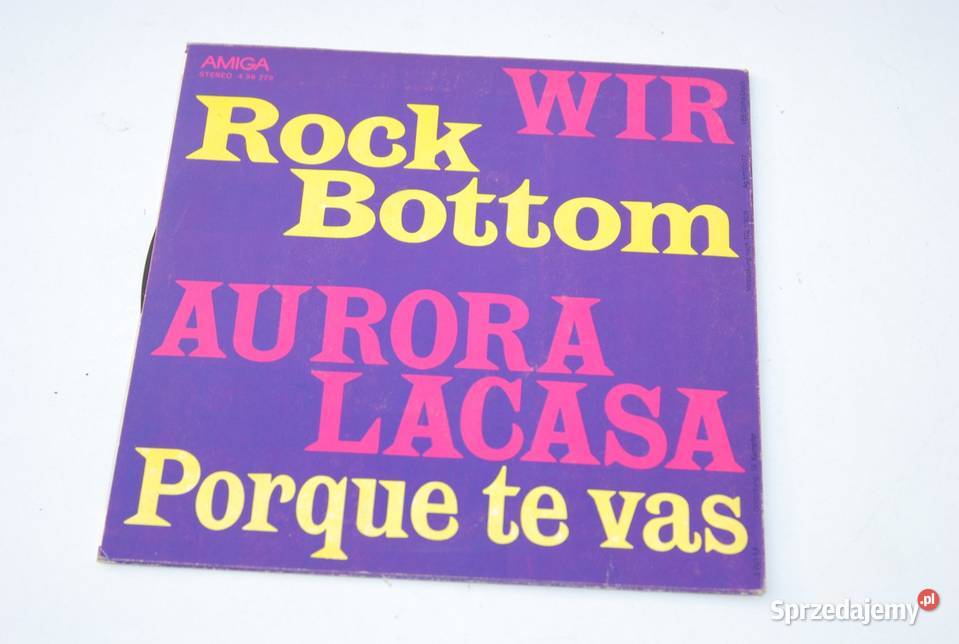 AMIGA
STEREO 4 56 279
WIR
Rock
Bottom
AURORA
LACASA
Porque te vas
Sprzedajemy.pl